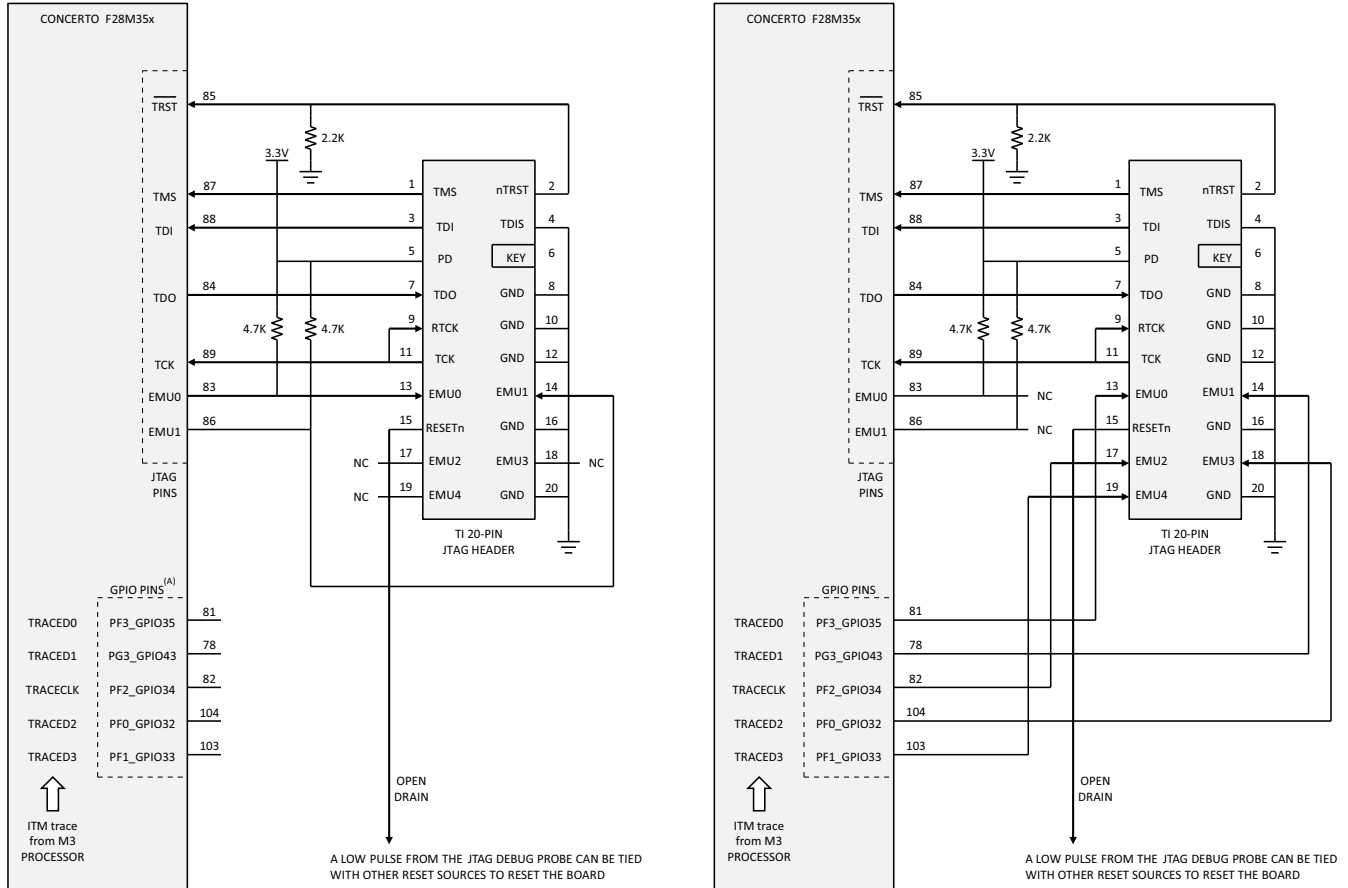 CONCERTO F28M35x
TRST
85
2.2K
3.3V
TMS
87
1
TMS
nTRST
2
TDI
88
3
TDI
TDIS
4
5
PD
KEY
6
TDO
84
7
TDO
GND
8
4.7K
4.7K
9
RTCK
GND
10
TCK
89
11
TCK
GND
12
EMU0
83
13
EMU0
EMU1
14
EMU1
86
15
RESETn
GND
16
NC
17
EMU2
EMU3
18
NC
NC
19
EMU4
GND
20
JTAG
PINS
TI 20-PIN
JTAG HEADER
GPIO PINS(A)
TRACED0
PF3_GPIO35
81
TRACED1
PG3_GPIO43
78
TRACECLK
PF2_GPIO34
82
TRACED2
PF0_GPIO32
104
TRACED3
PF1_GPIO33
103
OPEN
DRAIN
ITM trace
from M3
PROCESSOR
A LOW PULSE FROM THE JTAG DEBUG PROBE CAN BE TIED
WITH OTHER RESET SOURCES TO RESET THE BOARD
CONCERTO F28M35x
TRST
85
2.2K
3.3V
TMS
87
1
TMS
nTRST
2
TDI
88
3
TDI
TDIS
4
5
PD
KEY
6
TDO
84
7
TDO
GND
8
4.7K
4.7K
9
RTCK
GND
10
TCK
89
11
TCK
GND
12
EMU0
83
NC
13
EMU0
EMU1
14
EMU1
86
NC
15
RESETn
GND
16
17
EMU2
EMU3
18
19
EMU4
GND
20
JTAG
PINS
TI 20-PIN
JTAG HEADER
GPIO PINS
TRACED0
PF3_GPIO35
81
TRACED1
PG3_GPIO43
78
TRACECLK
PF2_GPIO34
82
TRACED2
PF0_GPIO32
104
TRACED3
PF1_GPIO33
103
OPEN
DRAIN
ITM trace
from M3
PROCESSOR
A LOW PULSE FROM THE JTAG DEBUG PROBE CAN BE TIED
WITH OTHER RESET SOURCES TO RESET THE BOARD